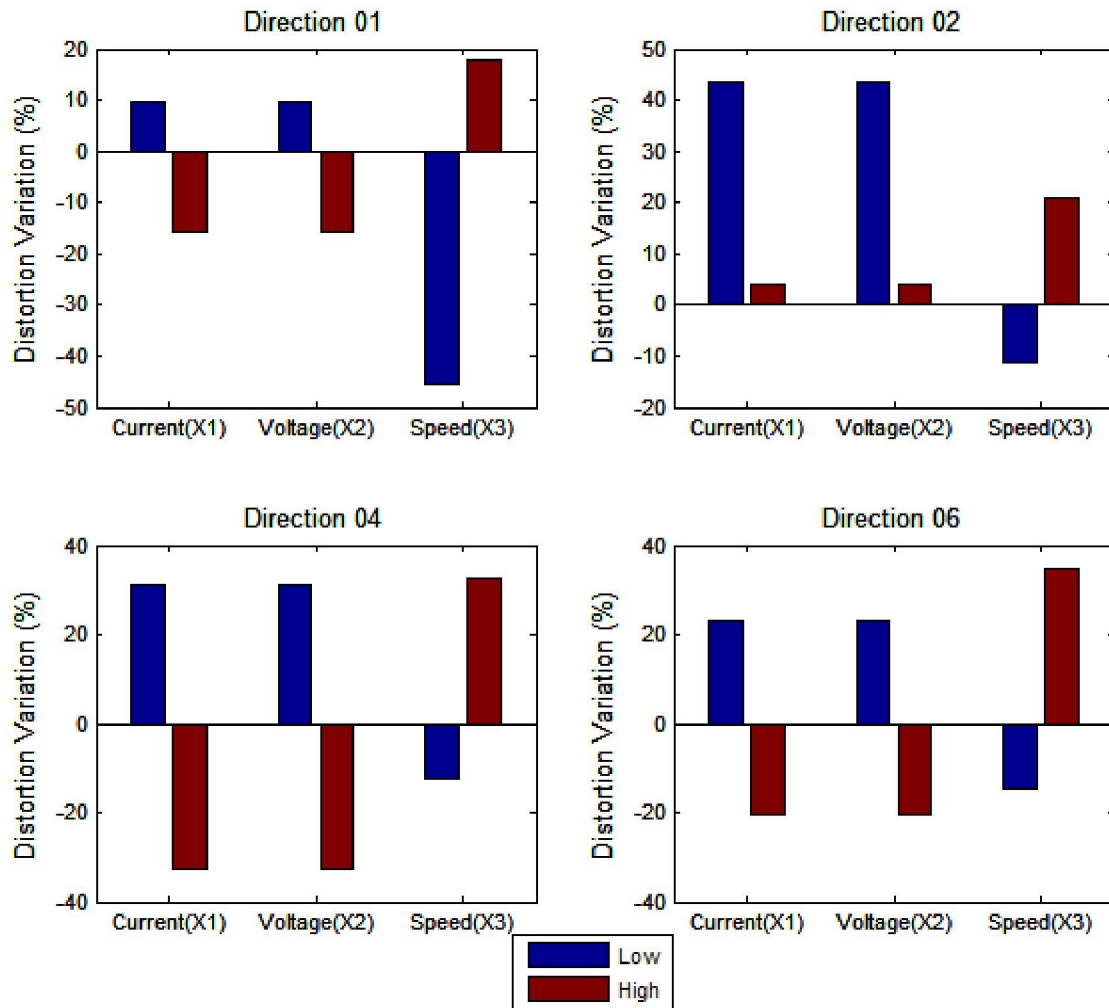 Direction 01
Distortion Variation (%)
20
10
0
-10
-20
-30
-40
-50
Current(X1) Voltage(X2) Speed(X3)
Direction 02
Distortion Variation (%)
50
40
30
20
10
0
-10
-20
Current(X1) Voltage(X2) Speed(X3)
Direction 04
Distortion Variation (%)
40
20
0
-20
-40
Current(X1) Voltage(X2) Speed(X3)
Direction 06
Distortion Variation (%)
40
20
0
-20
-40
Current(X1) Voltage(X2) Speed(X3)
Low
High